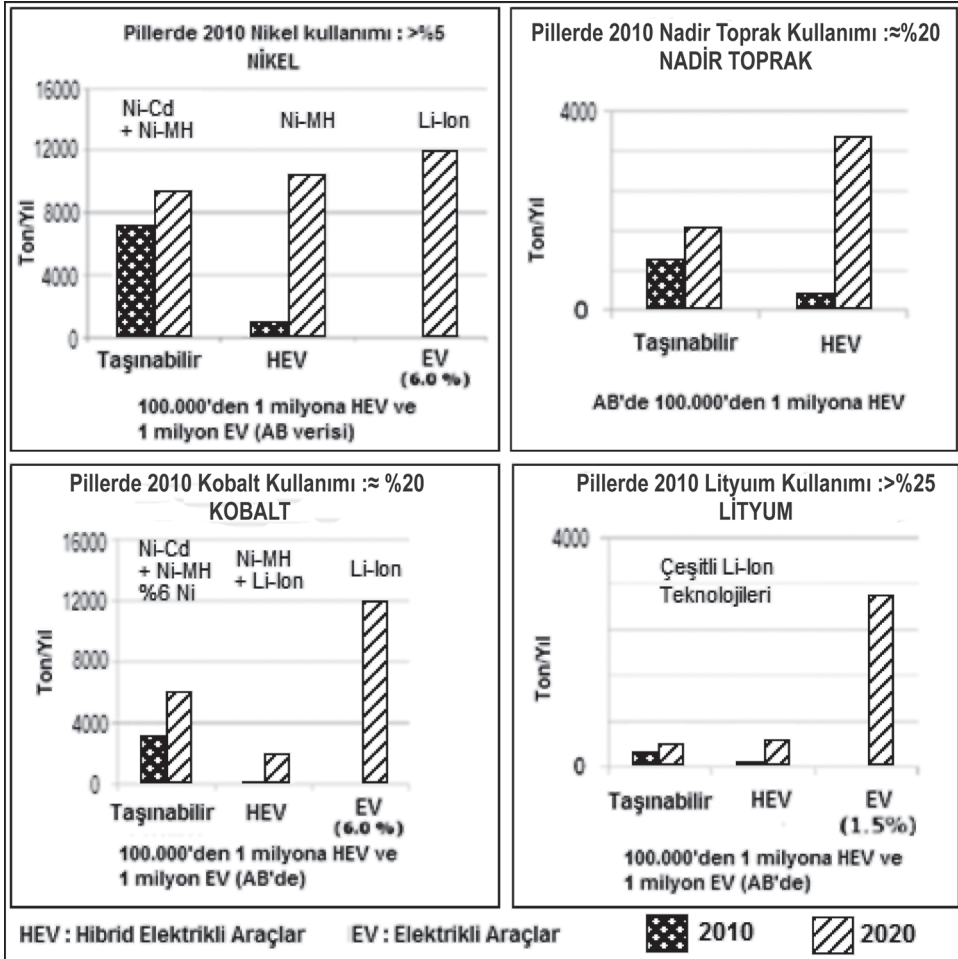 Pillerde 2010 Nikel kullanımı : >%5
NİKEL
16000
12000
8000
4000
0
Ton/Yıl
Ni-Cd
+ Ni-MH
Ni-MH
Li-Ion
Taşınabilir
HEV
EV
(6.0 %)
100.000'den 1 milyona HEV ve
1 milyon EV (AB verisi)
Pillerde 2010 Nadir Toprak Kullanımı :≈%20
NADİR TOPRAK
4000
0
Ton/Yıl
Taşınabilir
HEV
AB'de 100.000'den 1 milyona HEV
Pillerde 2010 Kobalt Kullanımı :≈ %20
KOBALT
16000
12000
8000
4000
0
Ton/Yıl
Ni-Cd
+ Ni-MH
%6 Ni
Ni-MH
+ Li-Ion
Li-Ion
Taşınabilir
HEV
EV
(6.0 %)
100.000'den 1 milyona HEV ve
1 milyon EV (AB'de)
Pillerde 2010 Lityum Kullanımı :>%25
LİTYUM
4000
0
Ton/Yıl
Çeşitli Li-Ion
Teknolojileri
Taşınabilir
HEV
EV
(1.5%)
100.000'den 1 milyona HEV ve
1 milyon EV (AB'de)
HEV : Hibrid Elektrikli Araçlar
EV : Elektrikli Araçlar
2010
2020